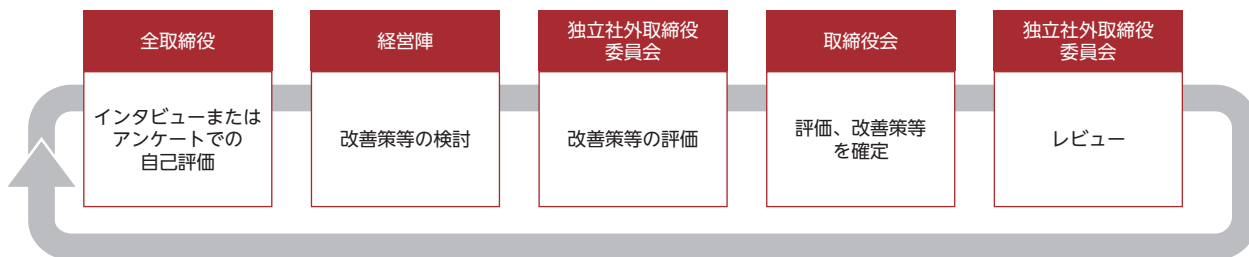 全取締役
インタビューまたは
アンケートでの
自己評価
経営陣
改善策等の検討
独立社外取締役
委員会
改善策等の評価
取締役会
評価、改善策等
を確定
独立社外取締役
委員会
レビュー